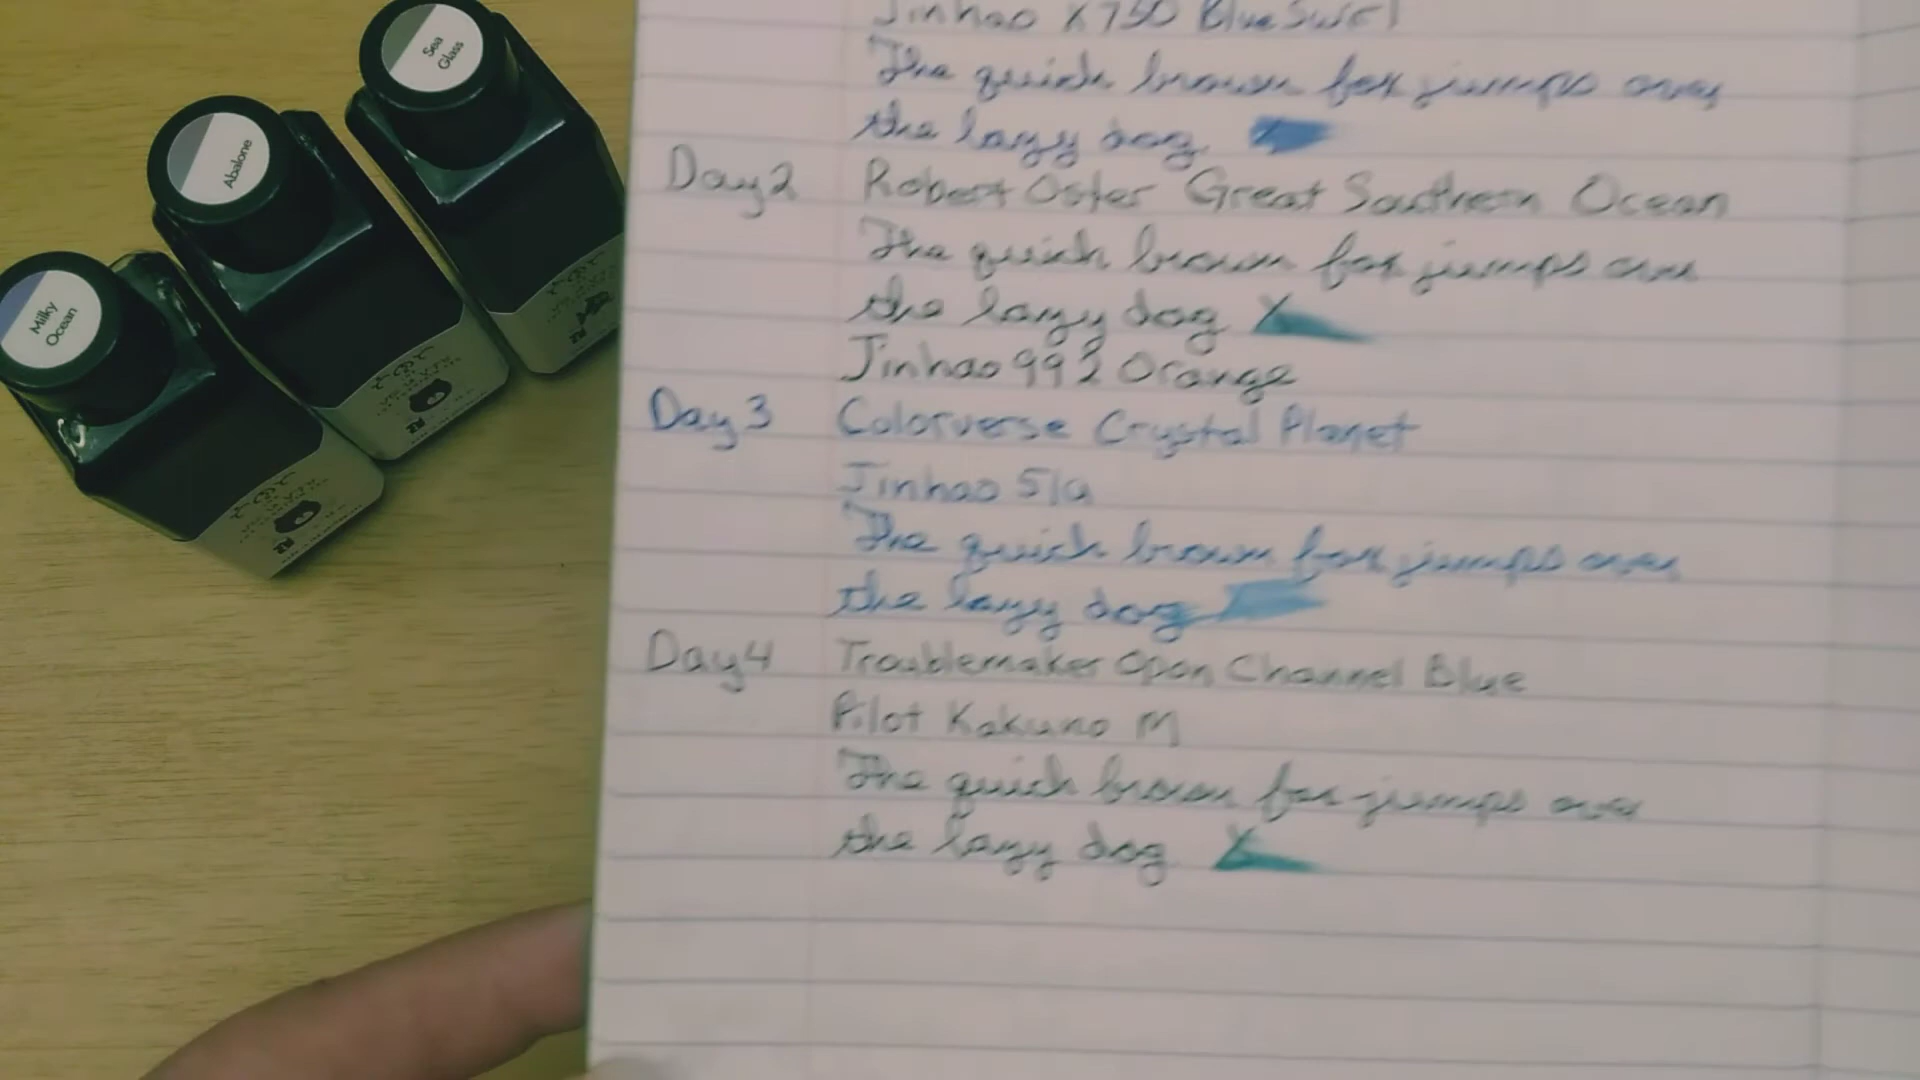 Sea
Glass
Abalone
Milky
Ocean
Jinhao X750 Blue Swirl
The quick brown fox jumps over
the lazy dog
Day 2 Robert Oster Great Southern Ocean
The quick brown fox jumps over
the lazy dog X
Jinhao 992 Orange
Day 3 Colorverse Crystal Planet
Jinhao 51a
The quick brown fox jumps over
the lazy dog
Day 4 Troublemaker Open Channel Blue
Pilot Kakuno M
The quick brown fox jumps over
the lazy dog X